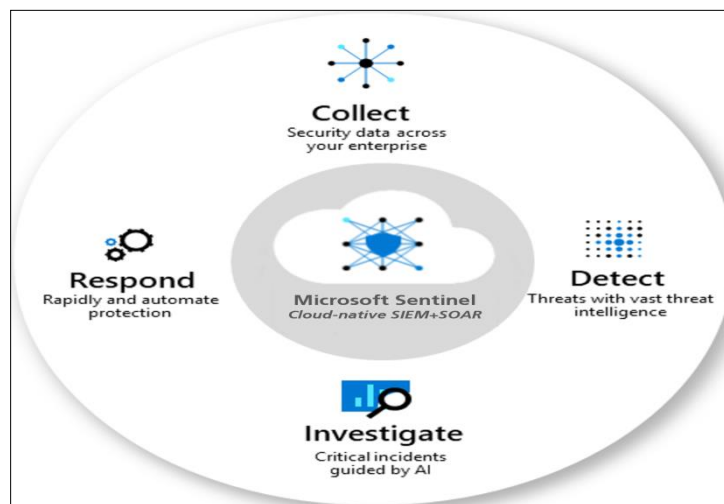 Collect
Security data across
your enterprise
Respond
Rapidly and automate
protection
Microsoft Sentinel
Cloud-native SIEM+SOAR
Detect
Threats with vast threat
intelligence
Investigate
Critical incidents
guided by AI